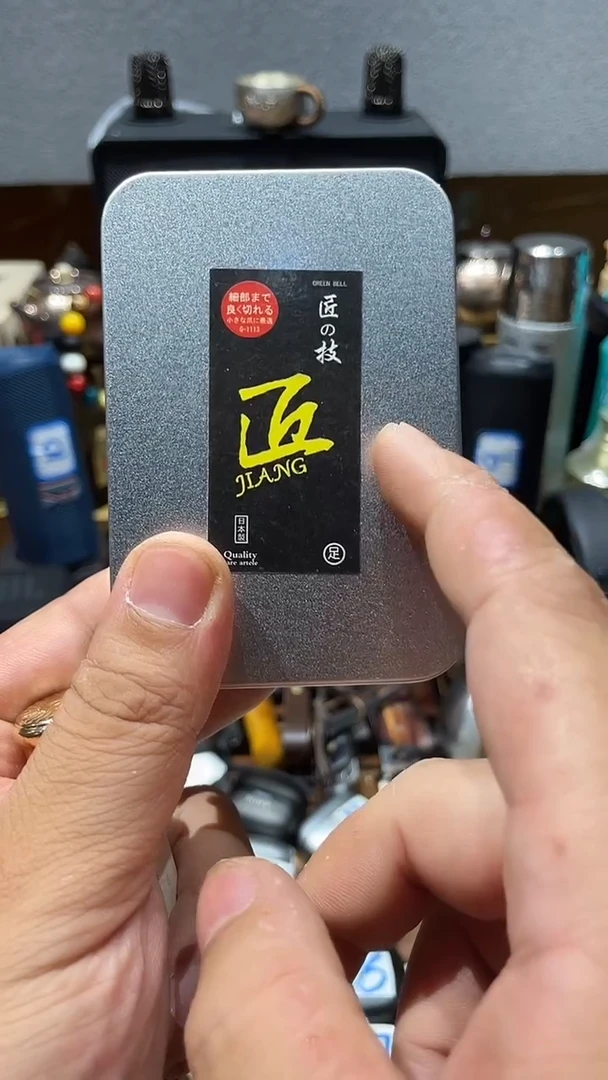 GREEN BELL
細部まで
良く切れる
小さな爪に最適
G-1113
匠の技
匠
JIANG
日本製
Quality
足